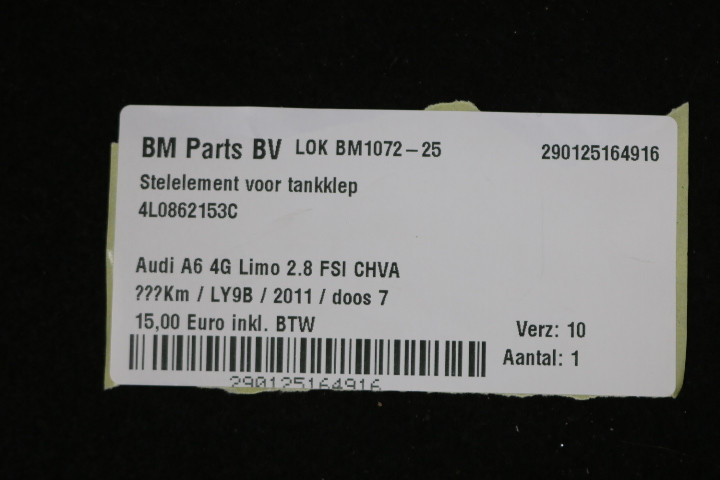 BM Parts BV LOK BM1072-25 290125164916
Stelelement voor tankklep
4L0862153C
Audi A6 4G Limo 2.8 FSI CHVA
???Km / LY9B / 2011 / doos 7
15,00 Euro inkl. BTW Verz: 10
Aantal: 1
290125164916